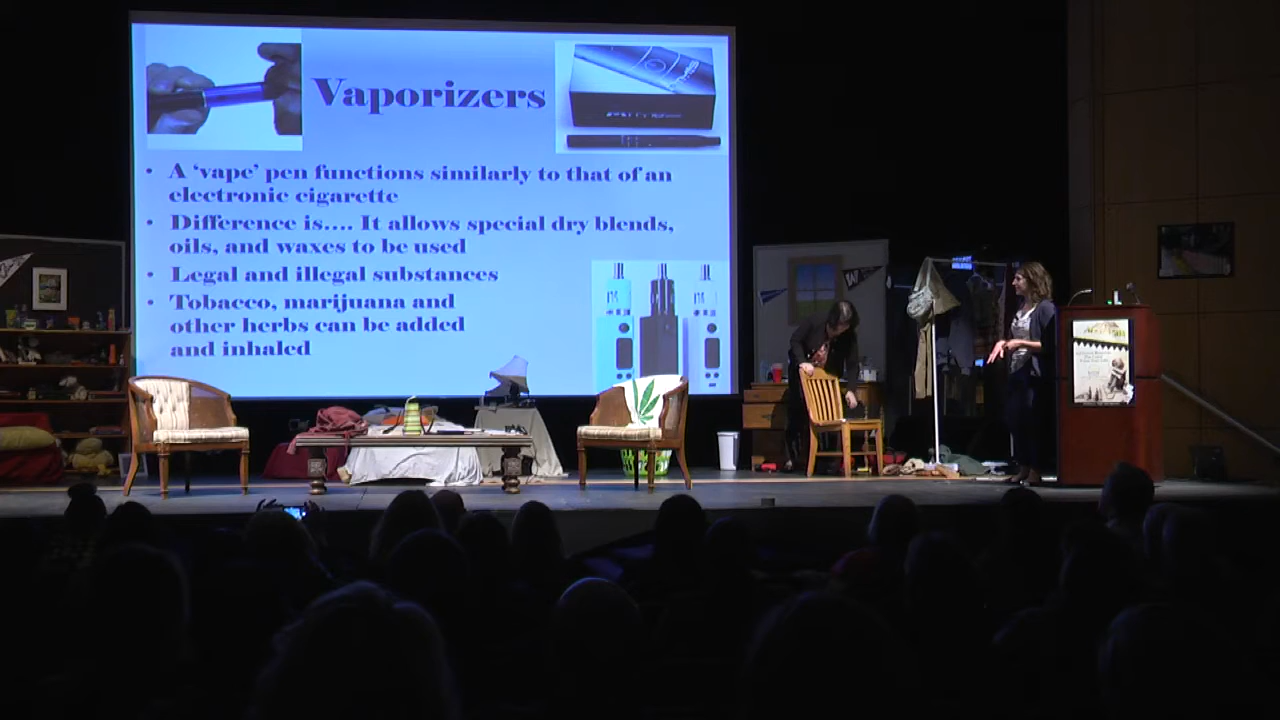 Vaporizers
• A ‘vape’ pen functions similarly to that of an
electronic cigarette
• Difference is.... It allows special dry blends,
oils, and waxes to be used
• Legal and illegal substances
• Tobacco, marijuana and
other herbs can be added
and inhaled
W